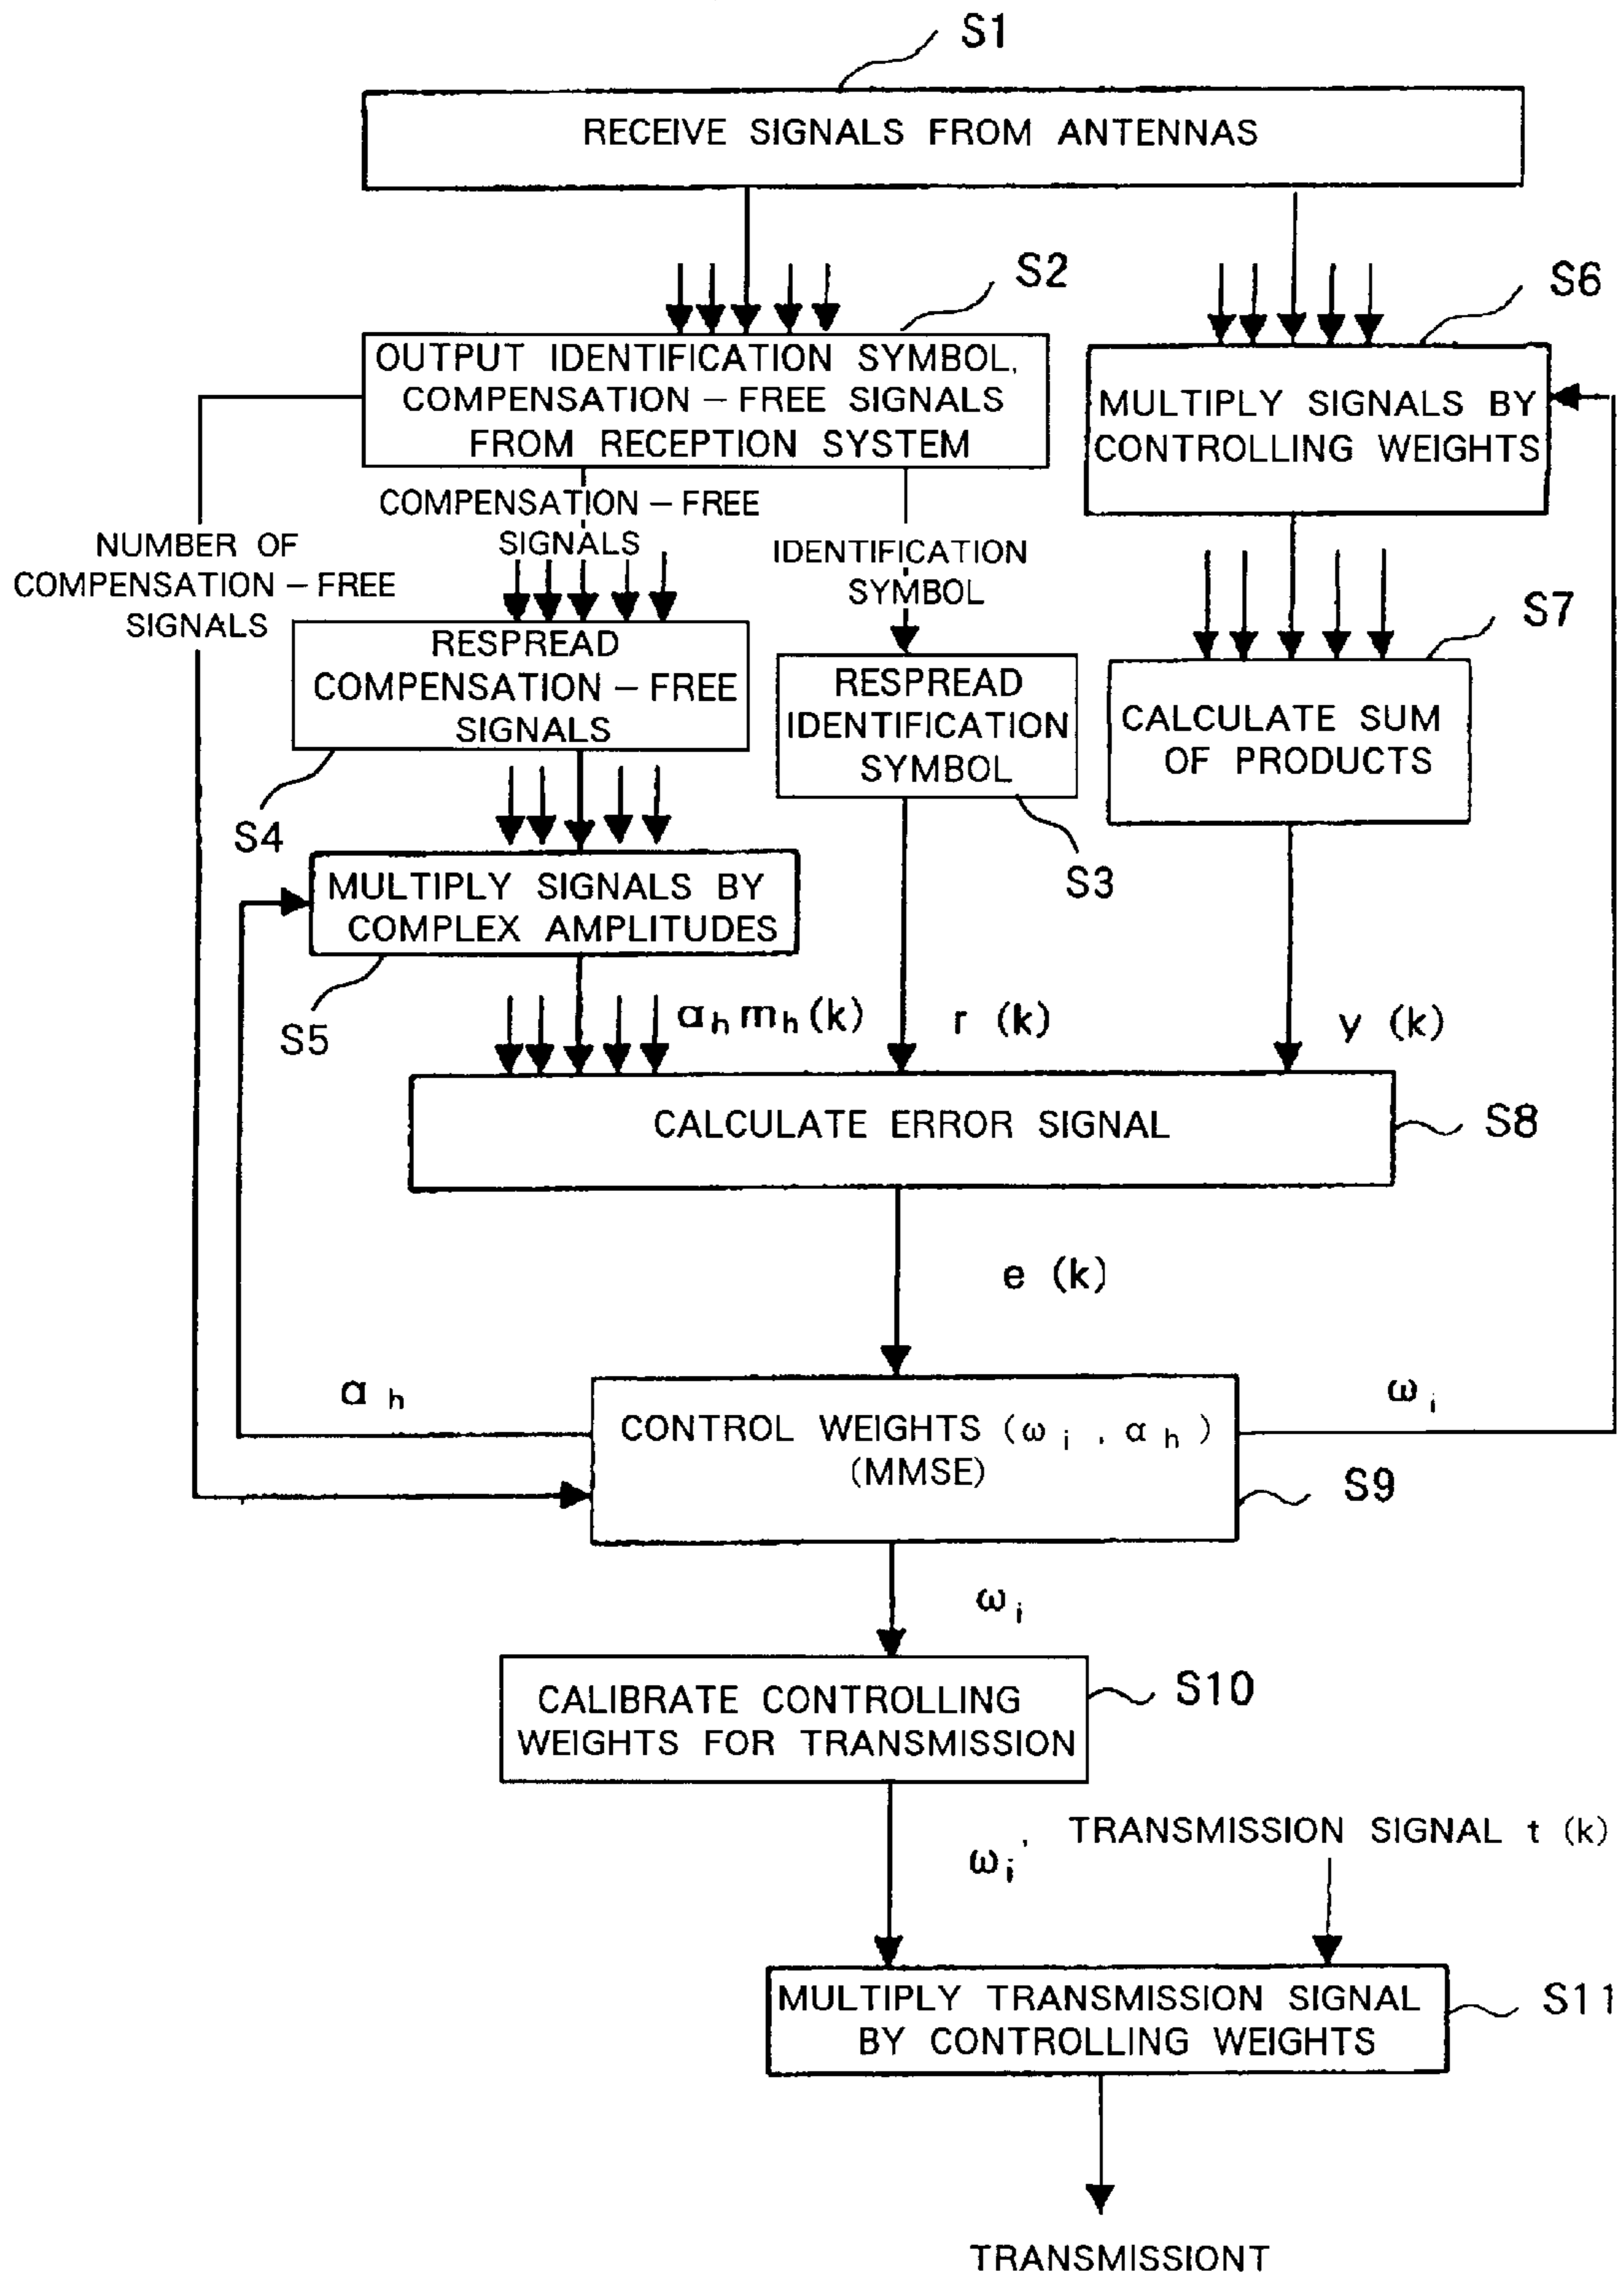 S1
RECEIVE SIGNALS FROM ANTENNAS
S2
S6
OUTPUT IDENTIFICATION SYMBOL,
COMPENSATION – FREE SIGNALS
FROM RECEPTION SYSTEM
MULTIPLY SIGNALS BY
CONTROLLING WEIGHTS
COMPENSATION – FREE
SIGNALS
NUMBER OF
COMPENSATION – FREE
SIGNALS
IDENTIFICATION
SYMBOL
S7
RESPREAD
COMPENSATION – FREE
SIGNALS
RESPREAD
IDENTIFICATION
SYMBOL
CALCULATE SUM
OF PRODUCTS
S4
S3
MULTIPLY SIGNALS BY
COMPLEX AMPLITUDES
S5
αh mh (k)
r (k)
y (k)
CALCULATE ERROR SIGNAL
S8
e (k)
αh
ωi
CONTROL WEIGHTS (ωi , αh)
(MMSE)
S9
ωi
CALIBRATE CONTROLLING
WEIGHTS FOR TRANSMISSION
S10
ωi'
TRANSMISSION SIGNAL t (k)
MULTIPLY TRANSMISSION SIGNAL
BY CONTROLLING WEIGHTS
S11
TRANSMISSIONT